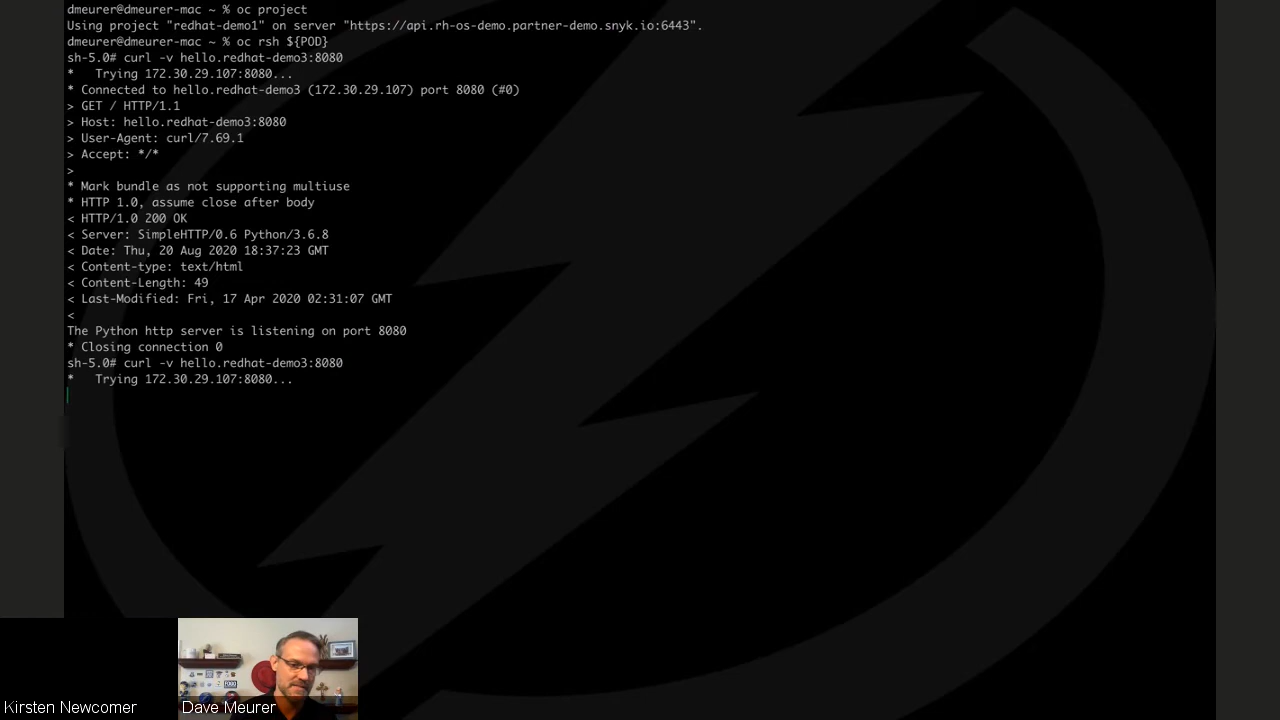 dmeurer@dmeurer-mac ~ % oc project
Using project "redhat-demo1" on server "https://api.rh-os-demo.partner-demo.snyk.io:6443".
dmeurer@dmeurer-mac ~ % oc rsh ${POD}
sh-5.0# curl -v hello.redhat-demo3:8080
*   Trying 172.30.29.107:8080...
* Connected to hello.redhat-demo3 (172.30.29.107) port 8080 (#0)
> GET / HTTP/1.1
> Host: hello.redhat-demo3:8080
> User-Agent: curl/7.69.1
> Accept: */*
>
* Mark bundle as not supporting multiuse
* HTTP 1.0, assume close after body
< HTTP/1.0 200 OK
< Server: SimpleHTTP/0.6 Python/3.6.8
< Date: Thu, 20 Aug 2020 18:37:23 GMT
< Content-type: text/html
< Content-Length: 49
< Last-Modified: Fri, 17 Apr 2020 02:31:07 GMT
<
The Python http server is listening on port 8080
* Closing connection 0
sh-5.0# curl -v hello.redhat-demo3:8080
*   Trying 172.30.29.107:8080...
Kirsten Newcomer
Dave Meurer